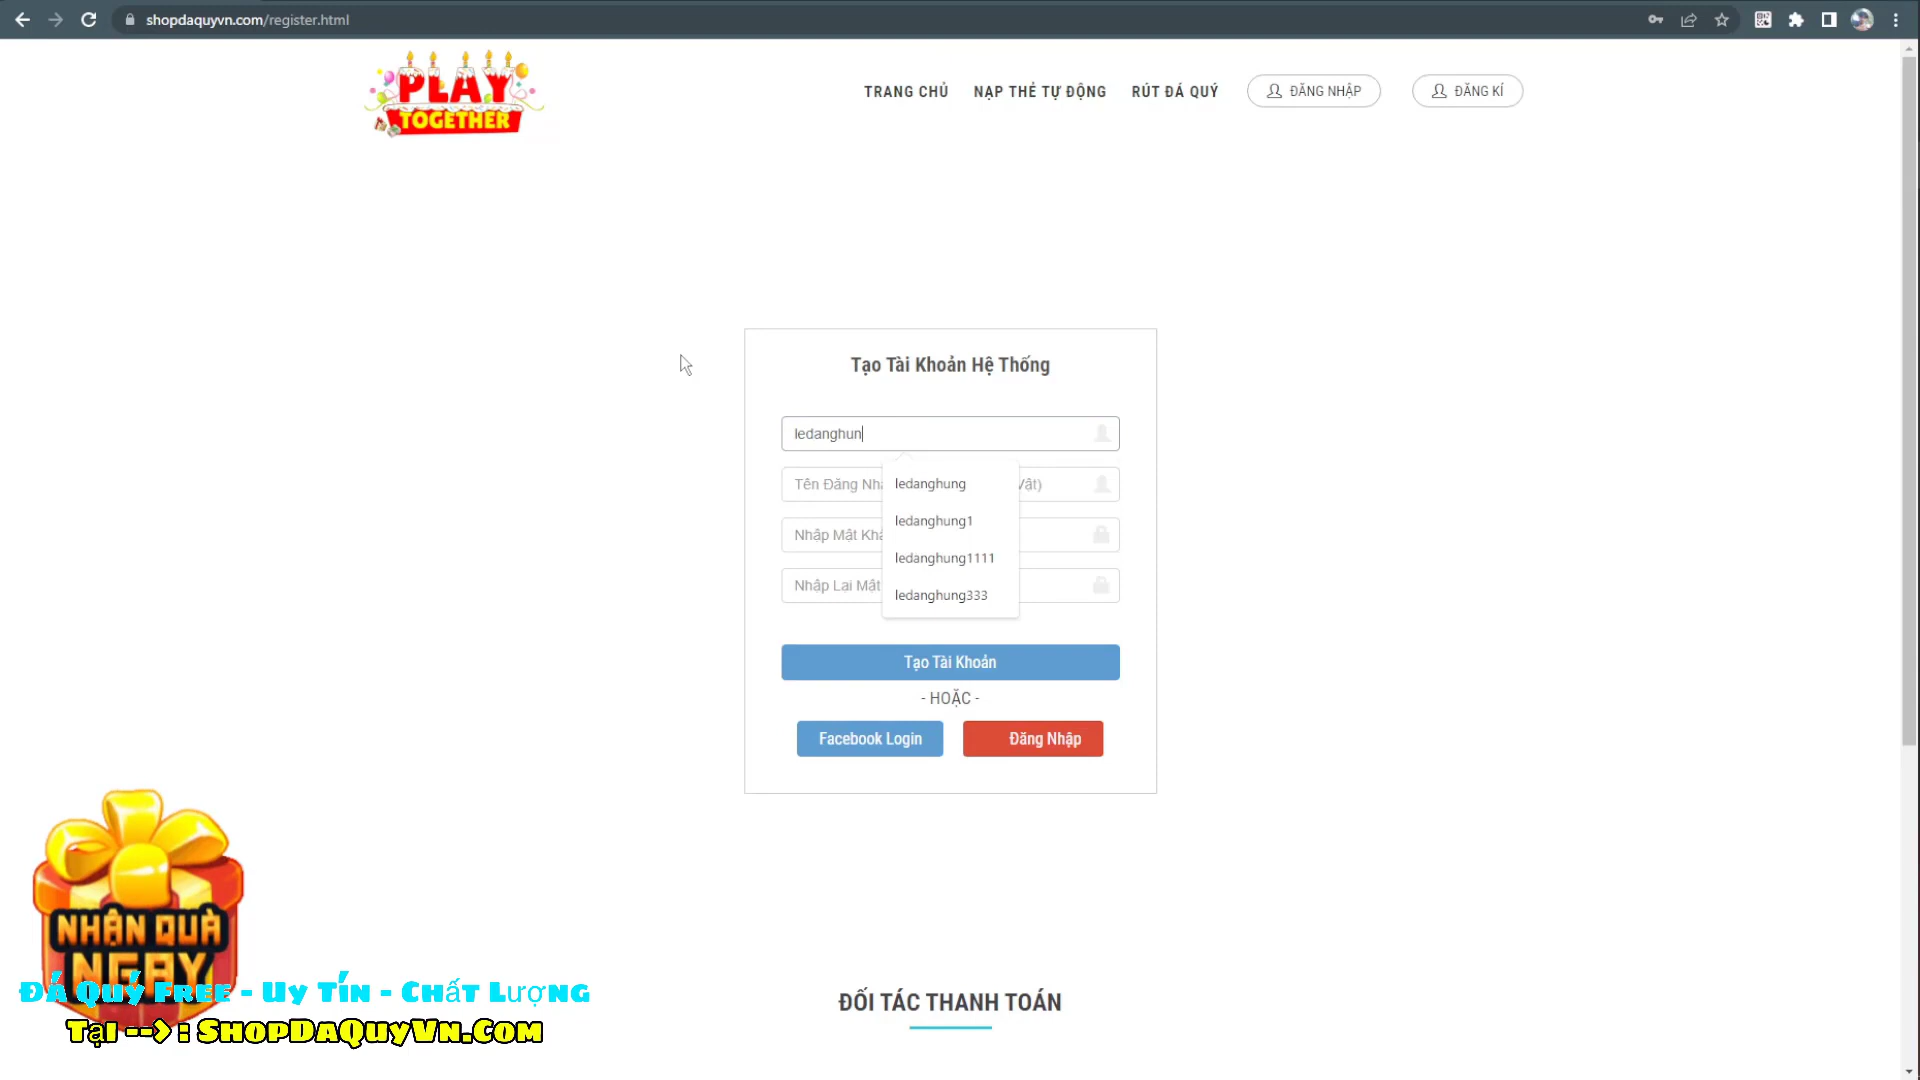 shopdaquyvn.com/register.html
PLAY
TOGETHER
TRANG CHỦ
NẠP THẺ TỰ ĐỘNG
RÚT ĐÁ QUÝ
ĐĂNG NHẬP
ĐĂNG KÍ
Tạo Tài Khoản Hệ Thống
ledanghun
Tên Đăng Nhậ
Vật)
ledanghung
ledanghung1
Nhập Mật Khẩ
ledanghung1111
Nhập Lại Mật
ledanghung333
Tạo Tài Khoản
- HOẶC -
Facebook Login
Đăng Nhập
NHẬN QUÀ
NGAY
Đá Quý Free - Uy Tín - Chất Lượng
Tại --> : ShopDaQuyVn.Com
ĐỐI TÁC THANH TOÁN